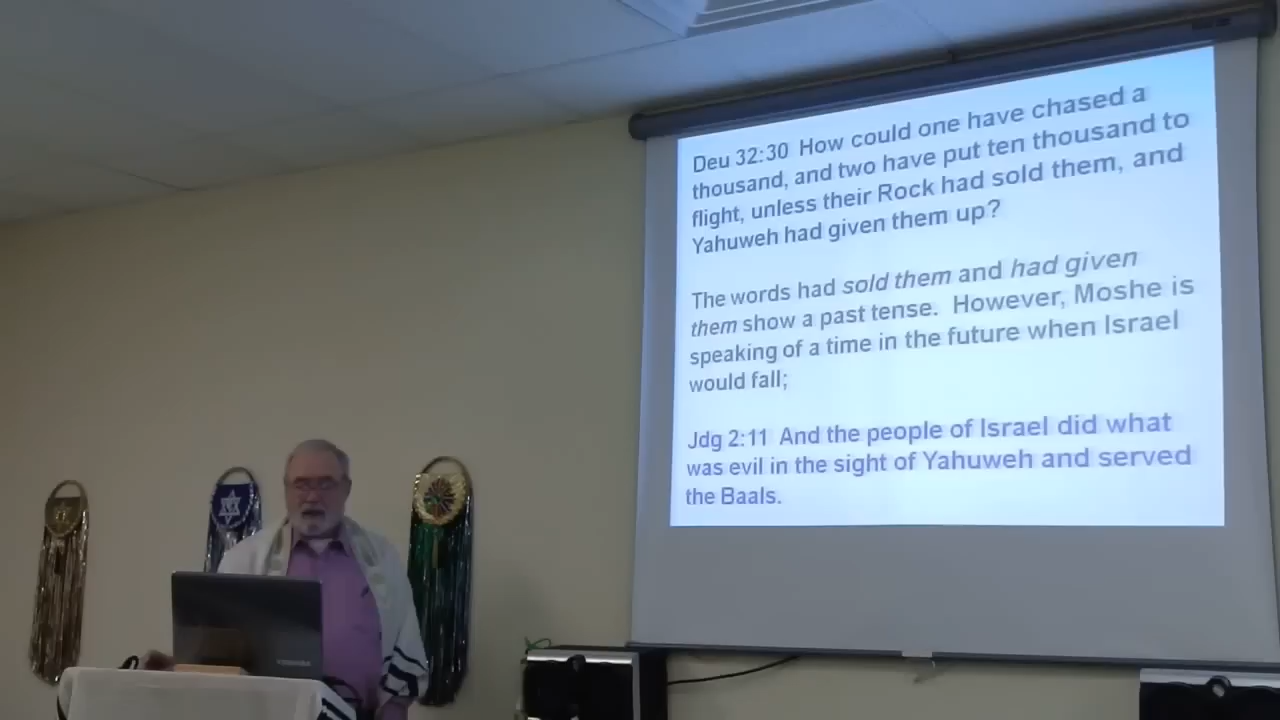 Deu 32:30 How could one have chased a
thousand, and two have put ten thousand to
flight, unless their Rock had sold them, and
Yahuweh had given them up?
The words had sold them and had given
them show a past tense. However, Moshe is
speaking of a time in the future when Israel
would fall;
Jdg 2:11 And the people of Israel did what
was evil in the sight of Yahuweh and served
the Baals.
TOSHIBA